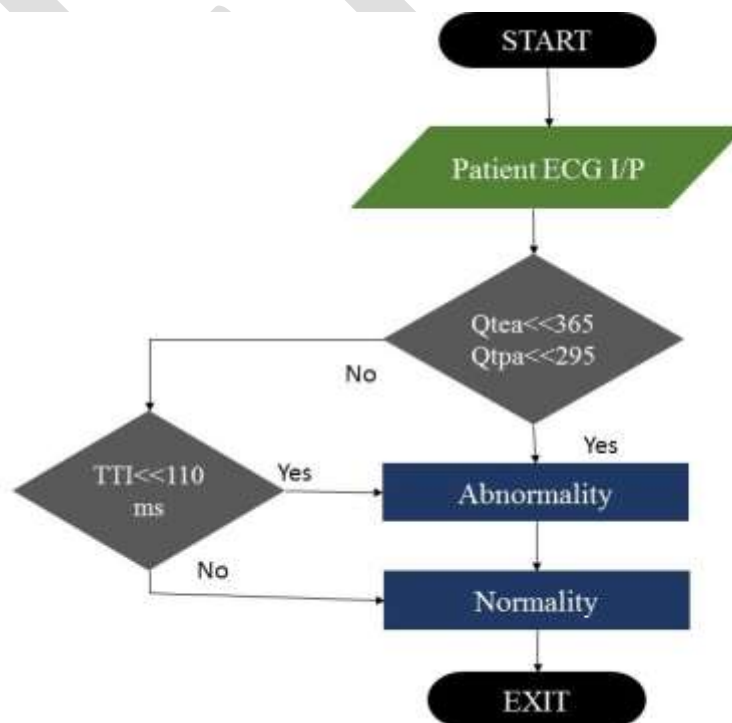 START
Patient ECG I/P
Qtea<<365
Qtpa<<295
No
Yes
TTI<<110
ms
Yes
Abnormality
No
Normality
EXIT